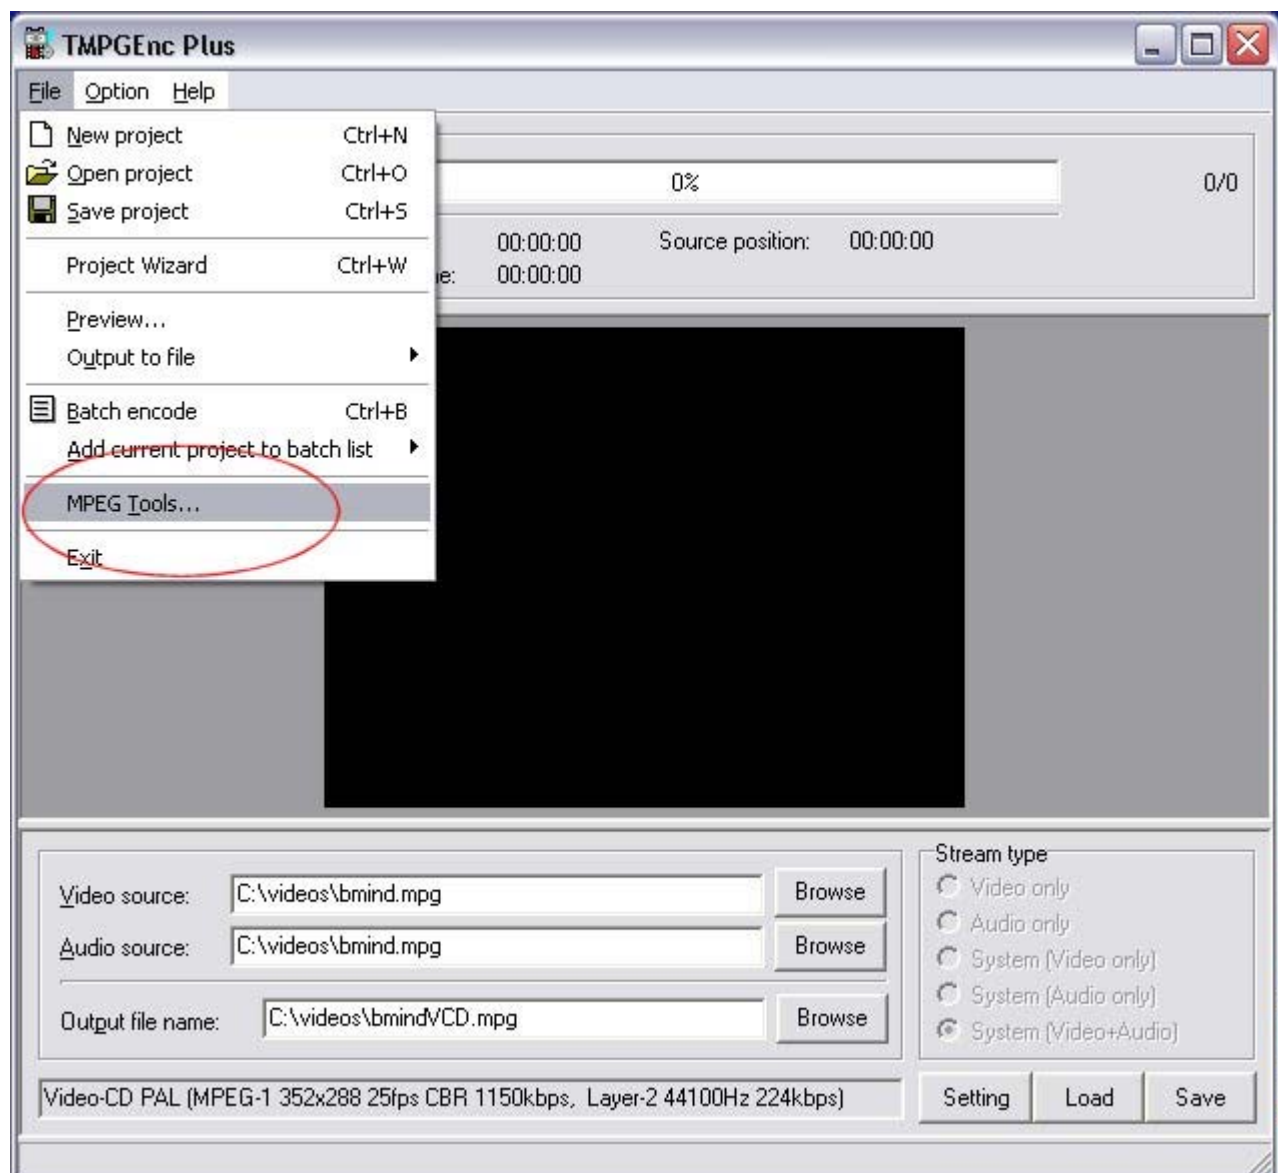 TMPGEnc Plus
File Option Help
New project Ctrl+N
Open project Ctrl+O
Save project Ctrl+S
Project Wizard Ctrl+W
Preview...
Output to file
Batch encode Ctrl+B
Add current project to batch list
MPEG Tools...
Exit
0% 0/0
00:00:00 Source position: 00:00:00
e: 00:00:00
Video source: C:\videos\bmind.mpg Browse
Audio source: C:\videos\bmind.mpg Browse
Output file name: C:\videos\bmindVCD.mpg Browse
Stream type
Video only
Audio only
System (Video only)
System (Audio only)
System (Video+Audio)
Video-CD PAL (MPEG-1 352x288 25fps CBR 1150kbps, Layer-2 44100Hz 224kbps) Setting Load Save